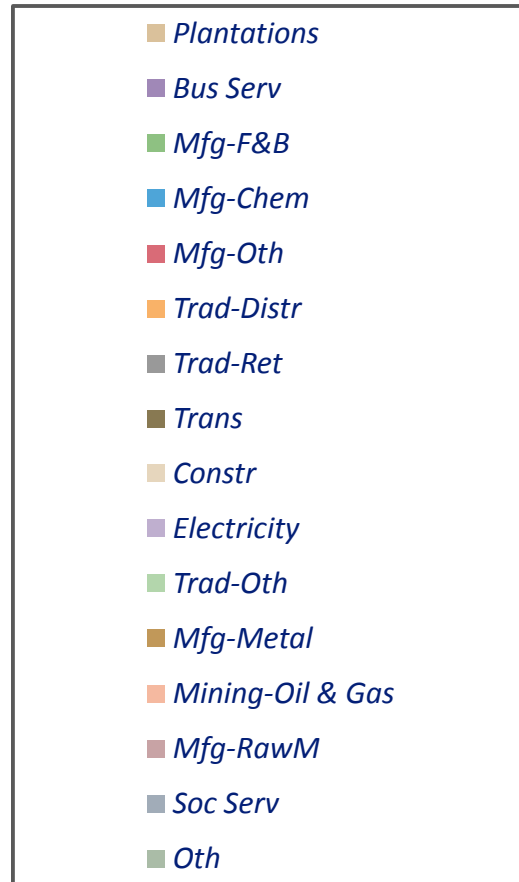 Plantations
Bus Serv
Mfg-F&B
Mfg-Chem
Mfg-Oth
Trad-Distr
Trad-Ret
Trans
Constr
Electricity
Trad-Oth
Mfg-Metal
Mining-Oil & Gas
Mfg-RawM
Soc Serv
Oth